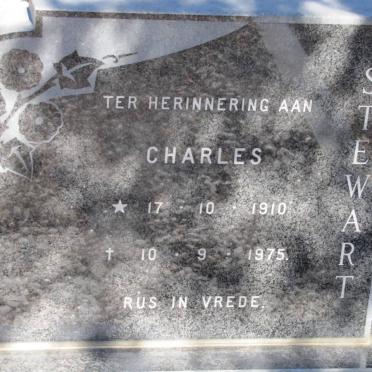 TER HERINNERING AAN
CHARLES
★ 17 · 10 · 1910.
† 10 · 9 · 1975.
RUS IN VREDE.
STEWART